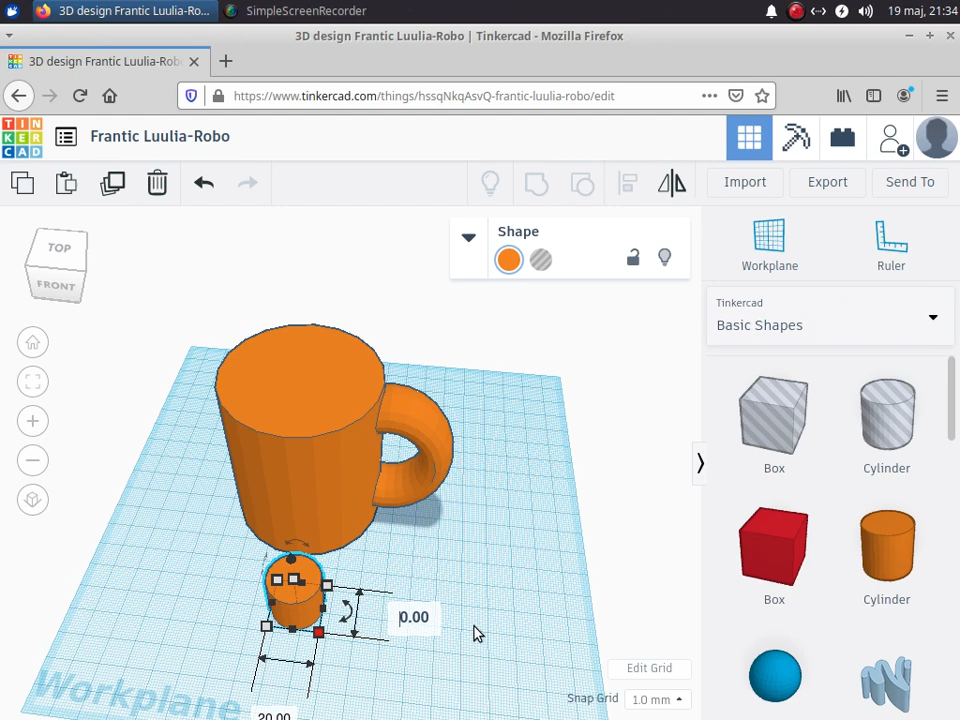 3D design Frantic Luulia-Ro...
SimpleScreenRecorder
19 maj, 21:34
3D design Frantic Luulia-Robo | Tinkercad - Mozilla Firefox
3D design Frantic Luulia-Rob
https://www.tinkercad.com/things/hssqNkqAsvQ-frantic-luulia-robo/edit
TIN
KER
CAD
Frantic Luulia-Robo
Import
Export
Send To
TOP
FRONT
Shape
Workplane
Ruler
Tinkercad
Basic Shapes
Box
Cylinder
Box
Cylinder
0.00
20.00
Workplane
Edit Grid
Snap Grid
1.0 mm